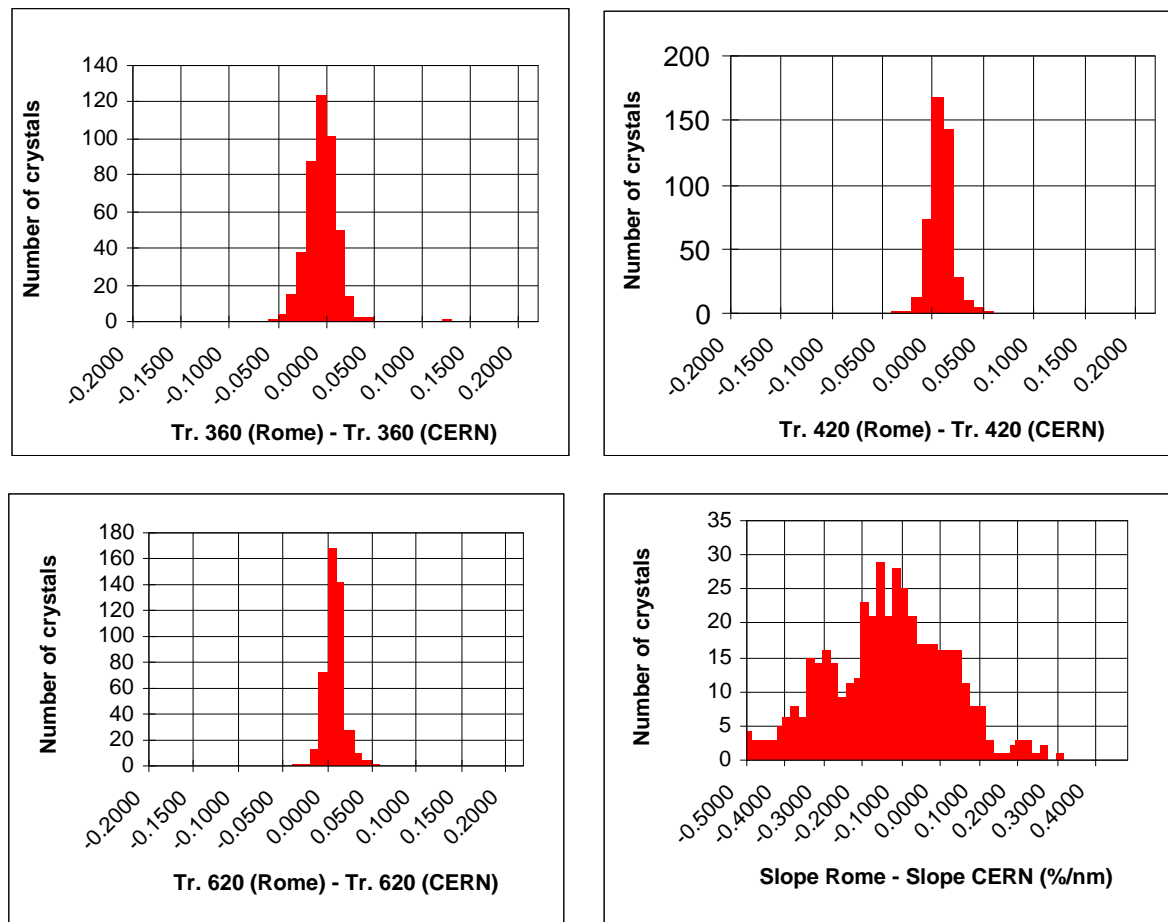 Number of crystals
140
120
100
80
60
40
20
0
-0.2000 -0.1500 -0.1000 -0.0500 0.0000 0.0500 0.1000 0.1500 0.2000
Tr. 360 (Rome) - Tr. 360 (CERN)
Number of crystals
200
150
100
50
0
-0.2000 -0.1500 -0.1000 -0.0500 0.0000 0.0500 0.1000 0.1500 0.2000
Tr. 420 (Rome) - Tr. 420 (CERN)
Number of crystals
180
160
140
120
100
80
60
40
20
0
-0.2000 -0.1500 -0.1000 -0.0500 0.0000 0.0500 0.1000 0.1500 0.2000
Tr. 620 (Rome) - Tr. 620 (CERN)
Number of crystals
35
30
25
20
15
10
5
0
-0.5000 -0.4000 -0.3000 -0.2000 -0.1000 0.0000 0.1000 0.2000 0.3000 0.4000
Slope Rome - Slope CERN (%/nm)